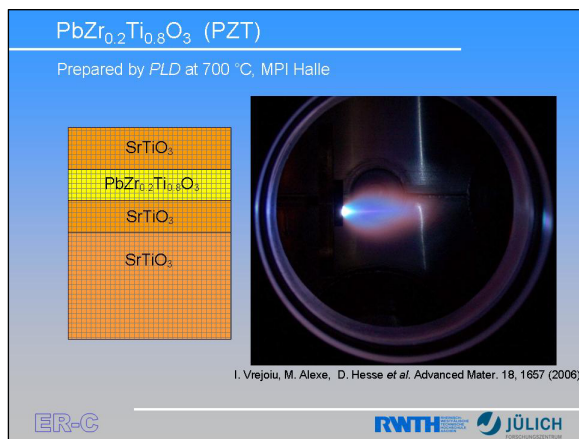 PbZr0.2Ti0.8O3 (PZT)
Prepared by PLD at 700 °C, MPI Halle
SrTiO3
PbZr0.2Ti0.8O3
SrTiO3
SrTiO3
I. Vrejoiu, M. Alexe, D. Hesse et al. Advanced Mater. 18, 1657 (2006)
ER-C
RWTH
JÜLICH
FORSCHUNGSZENTRUM